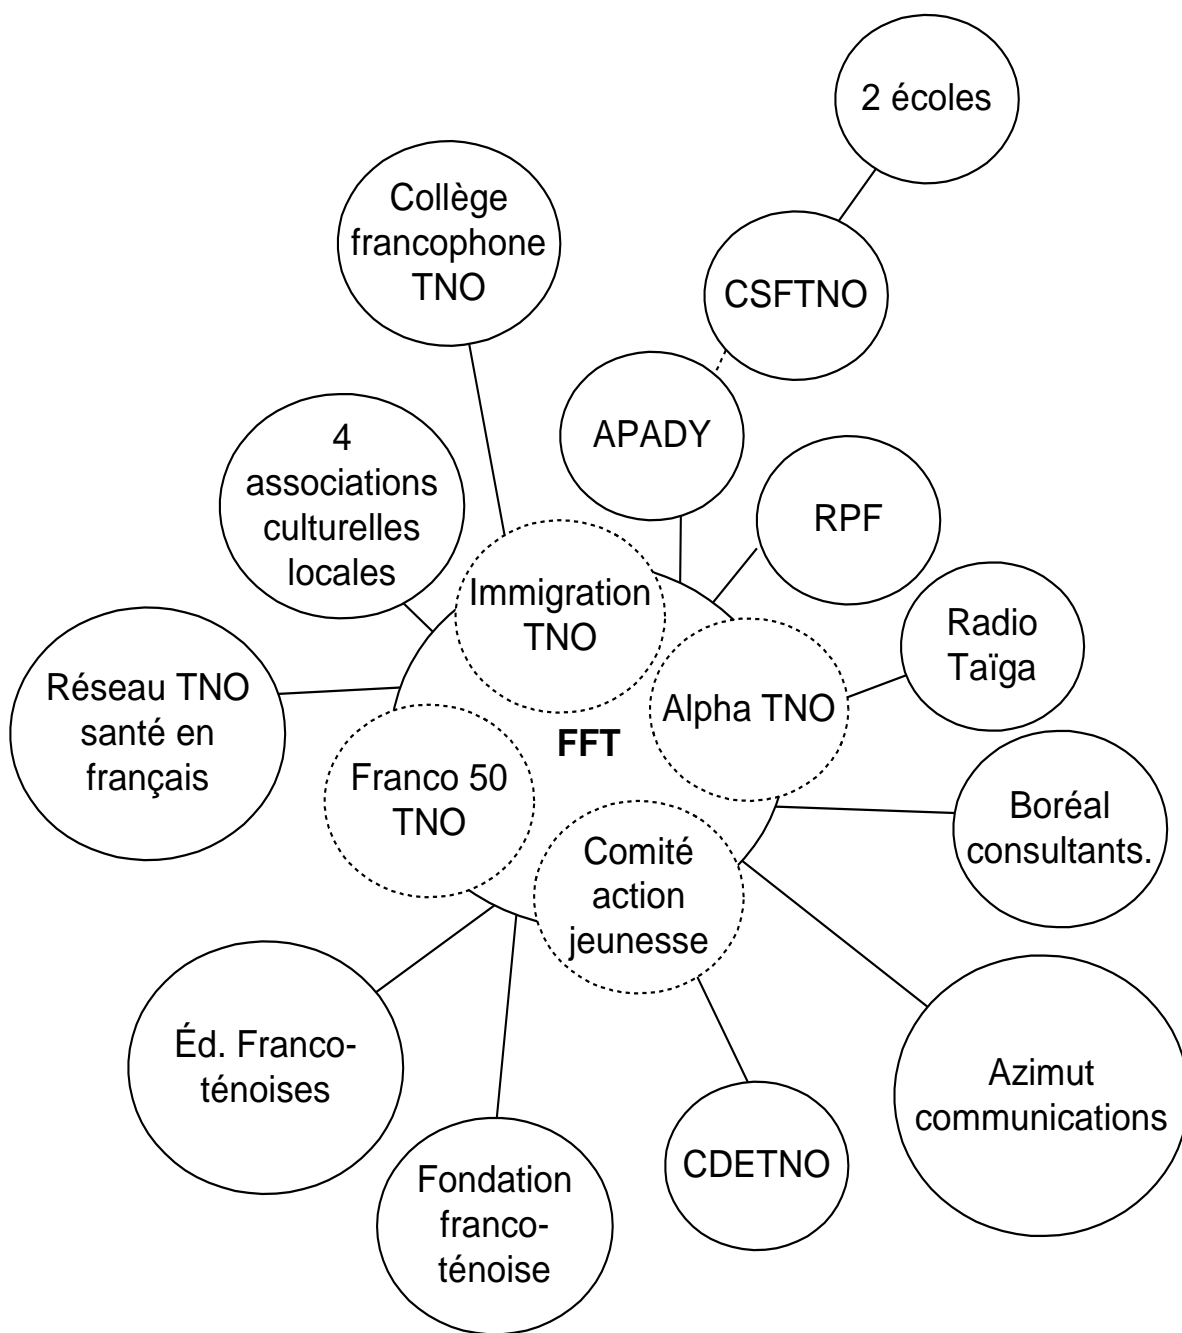 2 écoles
Collège
francophone
TNO
CSFTNO
APADY
4
associations
culturelles
locales
RPF
Immigration
TNO
Radio
Taïga
Réseau TNO
santé en
français
Alpha TNO
FFT
Franco 50
TNO
Boréal
consultants.
Comité
action
jeunesse
Éd. Franco-
ténoises
Azimut
communications
CDETNO
Fondation
franco-
ténoise